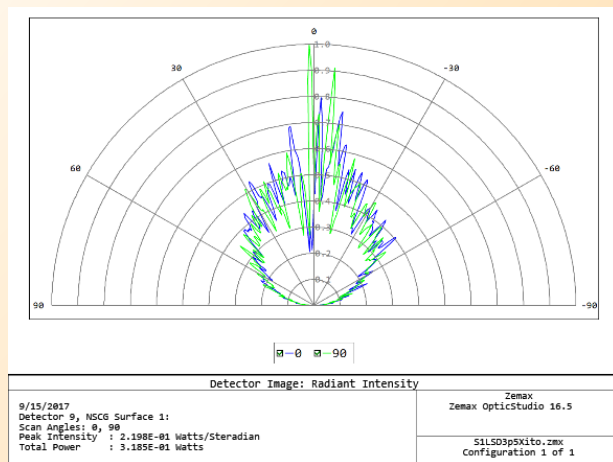 0
30
-30
60
-60
90
-90
1.0
0.9
0.8
0.7
0.6
0.5
0.4
0.3
0.2
0.1
0 90
Detector Image: Radiant Intensity
9/15/2017
Detector 9, NSCG Surface 1:
Scan Angles: 0, 90
Peak Intensity : 2.198E-01 Watts/Steradian
Total Power : 3.185E-01 Watts
Zemax
Zemax OpticStudio 16.5
S1LSD3p5Xito.zmx
Configuration 1 of 1